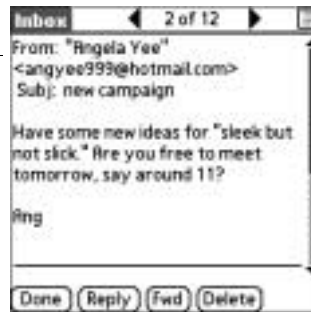 Inbox 2 of 12
From: "Angela Yee"
<angyee999@hotmail.com>
Subj: new campaign
Have some new ideas for "sleek but
not slick." Are you free to meet
tomorrow, say around 11?
Ang
Done Reply Fwd Delete